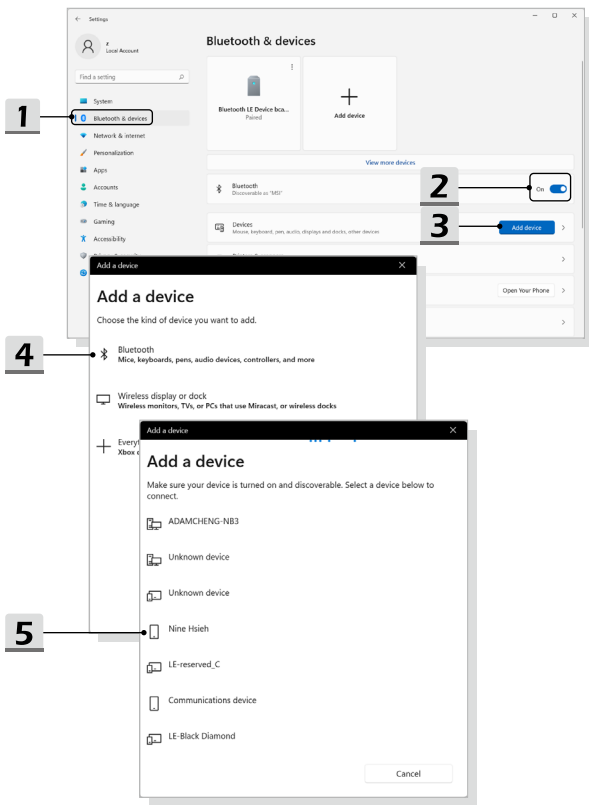 Settings
z
Local Account
Find a setting
System
Bluetooth & devices
Network & internet
Personalization
Apps
Accounts
Time & language
Gaming
Accessibility
Bluetooth & devices
Bluetooth LE Device bca...
Paired
Add device
View more devices
Bluetooth
Discoverable as "MSI"
On
Devices
Mouse, keyboard, pen, audio, displays and docks, other devices
Add device
Open Your Phone
1
2
3
Add a device
Add a device
Choose the kind of device you want to add.
4
Bluetooth
Mice, keyboards, pens, audio devices, controllers, and more
Wireless display or dock
Wireless monitors, TVs, or PCs that use Miracast, or wireless docks
Xbox
Add a device
Add a device
Make sure your device is turned on and discoverable. Select a device below to
connect.
ADAMCHENG-NB3
Unknown device
Unknown device
5
Nine Hsieh
LE-reserved_C
Communications device
LE-Black Diamond
Cancel